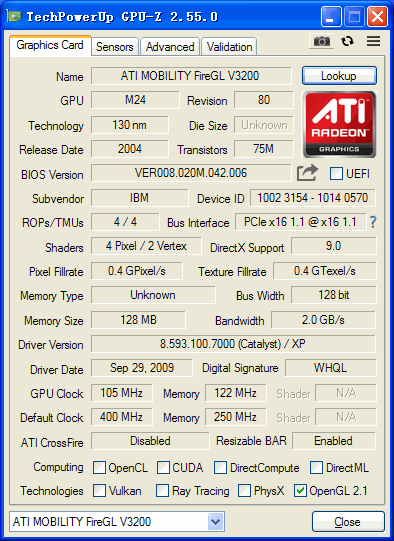 TechPowerUp GPU-Z 2.55.0
Graphics Card Sensors Advanced Validation
Name ATI MOBILITY FireGL V3200 Lookup
GPU M24 Revision 80
Technology 130 nm Die Size Unknown
Release Date 2004 Transistors 75M
ATI
RADEON
GRAPHICS
BIOS Version VER008.020M.042.006 UEFI
Subvendor IBM Device ID 1002 3154 - 1014 0570
ROPs/TMUs 4 / 4 Bus Interface PCIe x16 1.1 @ x16 1.1 ?
Shaders 4 Pixel / 2 Vertex DirectX Support 9.0
Pixel Fillrate 0.4 GPixel/s Texture Fillrate 0.4 GTexel/s
Memory Type Unknown Bus Width 128 bit
Memory Size 128 MB Bandwidth 2.0 GB/s
Driver Version 8.593.100.7000 (Catalyst) / XP
Driver Date Sep 29, 2009 Digital Signature WHQL
GPU Clock 105 MHz Memory 122 MHz Shader N/A
Default Clock 400 MHz Memory 250 MHz Shader N/A
ATI CrossFire Disabled Resizable BAR Enabled
Computing OpenCL CUDA DirectCompute DirectML
Technologies Vulkan Ray Tracing PhysX OpenGL 2.1
ATI MOBILITY FireGL V3200 Close